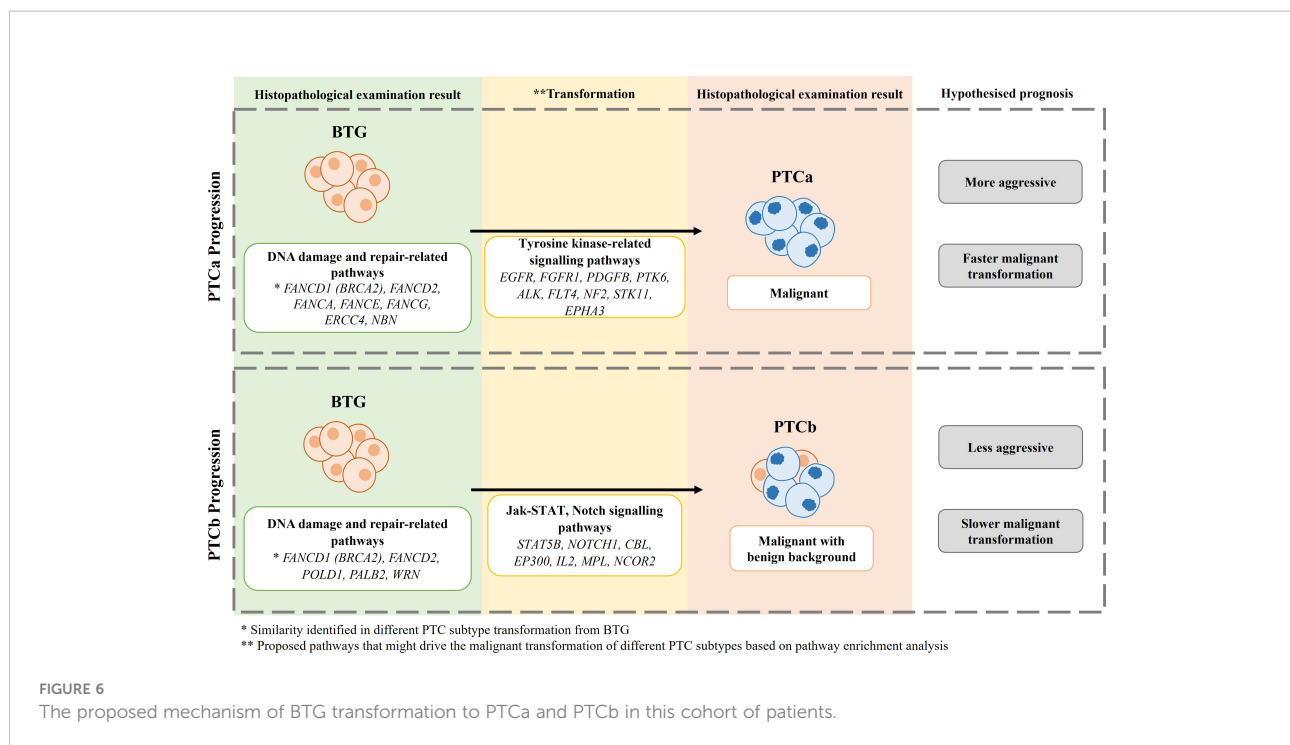 Histopathological examination result
**Transformation
Histopathological examination result
Hypothesised prognosis
PTCa Progression
BTG
DNA damage and repair-related
pathways
* FANCD1 (BRCA2), FANCD2,
FANCA, FANCE, FANCG,
ERCC4, NBN
Tyrosine kinase-related
signalling pathways
EGFR, FGFR1, PDGFB, PTK6,
ALK, FLT4, NF2, STK11,
EPHA3
PTCa
Malignant
More aggressive
Faster malignant
transformation
PTCb Progression
BTG
DNA damage and repair-related
pathways
* FANCD1 (BRCA2), FANCD2,
POLD1, PALB2, WRN
Jak-STAT, Notch signalling
pathways
STAT5B, NOTCH1, CBL,
EP300, IL2, MPL, NCOR2
PTCb
Malignant with
benign background
Less aggressive
Slower malignant
transformation
* Similarity identified in different PTC subtype transformation from BTG
** Proposed pathways that might drive the malignant transformation of different PTC subtypes based on pathway enrichment analysis
FIGURE 6
The proposed mechanism of BTG transformation to PTCa and PTCb in this cohort of patients.